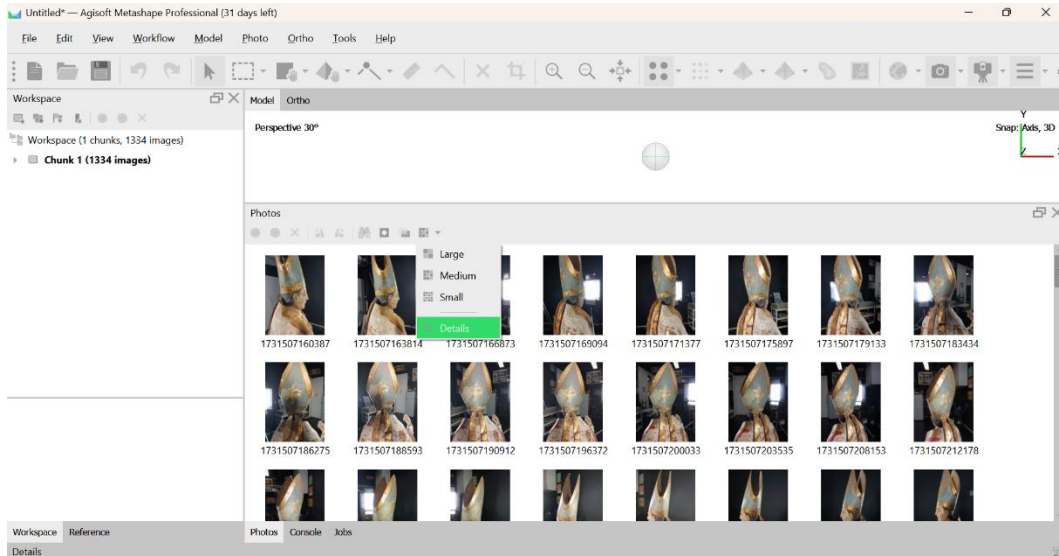 Untitled* — Agisoft Metashape Professional (31 days left)
File Edit View Workflow Model Photo Ortho Tools Help
Workspace
Workspace (1 chunks, 1334 images)
Chunk 1 (1334 images)
Model Ortho
Perspective 30°
Snap: Axis, 3D
Y
Z
Photos
Large
Medium
Small
Details
1731507160387 1731507163814 1731507166873 1731507169094 1731507171377 1731507175897 1731507179133 1731507183434
1731507186275 1731507188593 1731507190912 1731507196372 1731507200033 1731507203535 1731507208153 1731507212178
Workspace Reference
Photos Console Jobs
Details